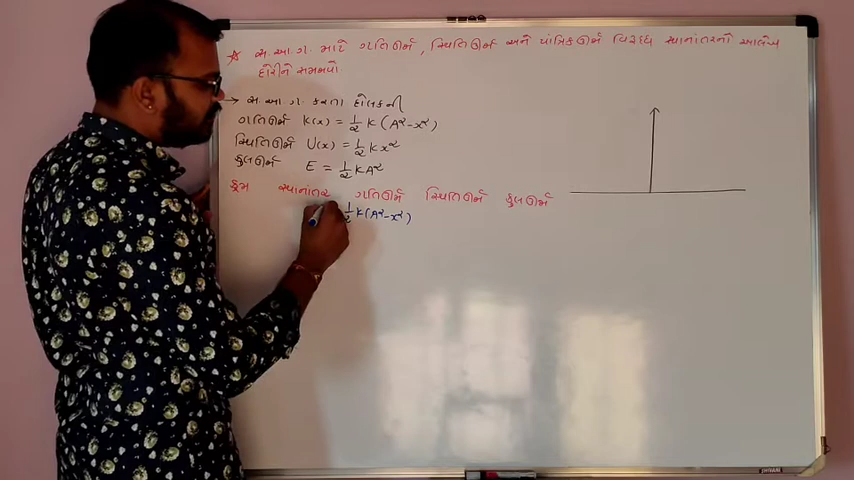 * સ.આ.ગ. માટે ગતિઊર્જા, સ્થિતિઊર્જા અને યાંત્રિકઊર્જા વિરૂદ્ધ સ્થાનાંતરનો આલેખ
દોરીને સમજાવો.
→ સ.આ.ગ. કરતા દોલકની
ગતિઊર્જા K(x) = 1/2 K (A² - x²)
સ્થિતિઊર્જા U(x) = 1/2 Kx²
કુલઊર્જા E = 1/2 KA²
ક્રમ સ્થાનાંતર ગતિઊર્જા સ્થિતિઊર્જા કુલઊર્જા
1/2 K(A²-x²)